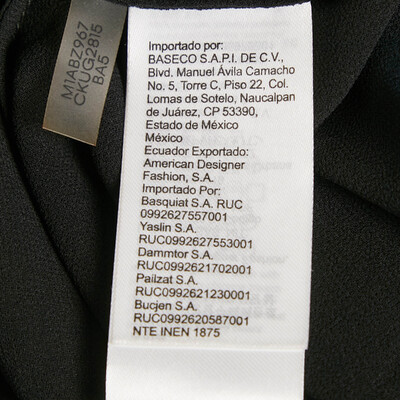 M1ABZ967
CKUG2815
BA5
Importado por:
BASECO S.A.P.I. DE C.V.,
Blvd. Manuel Ávila Camacho
No. 5, Torre C, Piso 22, Col.
Lomas de Sotelo, Naucalpan
de Juárez, CP 53390,
Estado de México
México
Ecuador Exportado:
American Designer
Fashion, S.A.
Importado Por:
Basquiat S.A. RUC
0992627557001
Yaslin S.A.
RUC0992627553001
Dammtor S.A.
RUC0992621702001
Pailzat S.A.
RUC0992621230001
Bucjen S.A.
RUC0992620587001
NTE INEN 1875